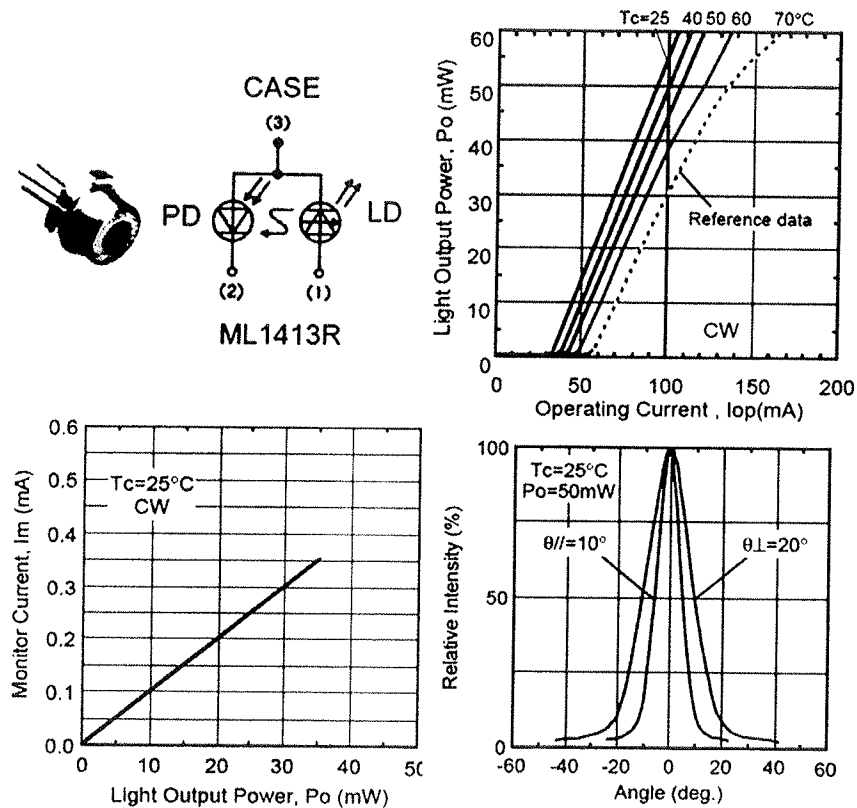 CASE
(3)
PD
LD
(2)
(1)
ML1413R
Tc=25 40 50 60 70°C
Light Output Power, Po (mW)
60
50
40
30
20
10
0
Reference data
CW
0 50 100 150 200
Operating Current , Iop(mA)
Monitor Current, Im (mA)
0.6
0.5
0.4
0.3
0.2
0.1
0.0
Tc=25°C
CW
0 10 20 30 40
Light Output Power, Po (mW)
Relative Intensity (%)
100
50
0
Tc=25°C
Po=50mW
θ//=10°
θ⊥=20°
-60 -40 -20 0 20 40 60
Angle (deg.)